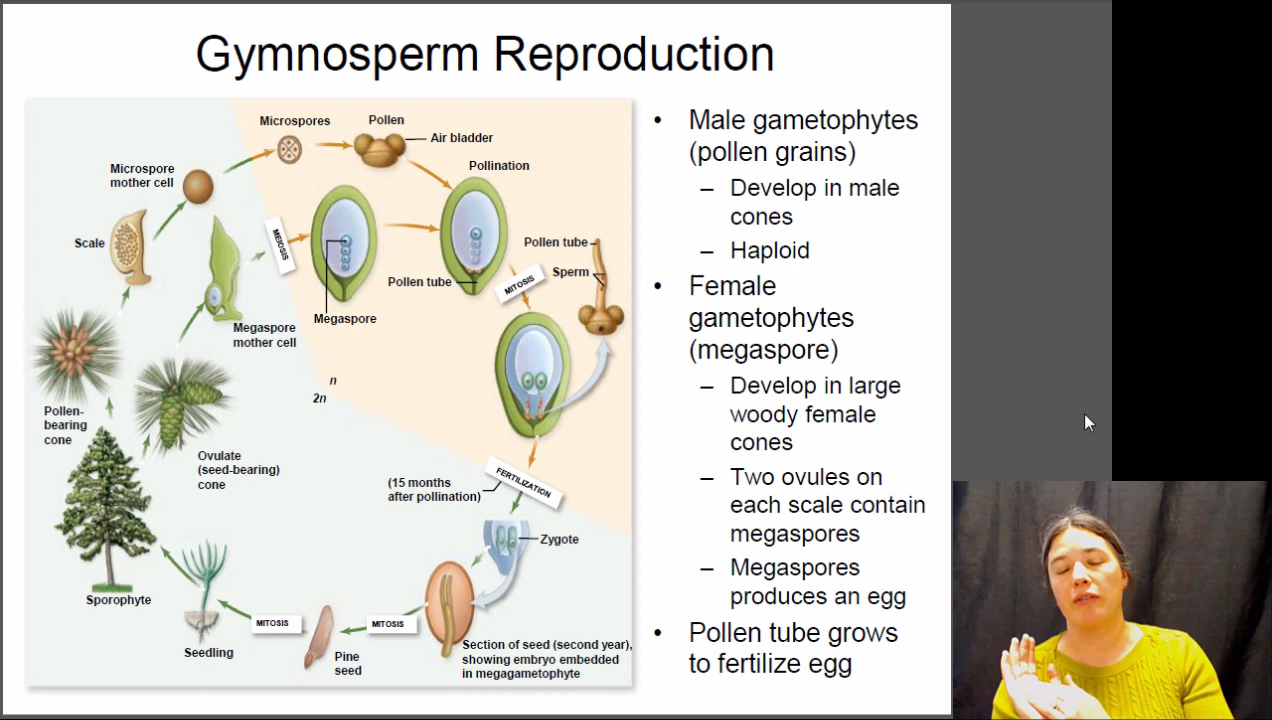 Gymnosperm Reproduction
Microspores
Pollen
Air bladder
Pollination
Microspore
mother cell
Scale
MEIOSIS
Pollen tube
Sperm
Pollen tube
MITOSIS
Megaspore
Megaspore
mother cell
n
2n
Pollen-
bearing
cone
Ovulate
(seed-bearing)
cone
(15 months
after pollination)
FERTILIZATION
Zygote
Sporophyte
MITOSIS
MITOSIS
Seedling
Pine
seed
Section of seed (second year),
showing embryo embedded
in megagametophyte
• Male gametophytes
(pollen grains)
– Develop in male
cones
– Haploid
• Female
gametophytes
(megaspore)
– Develop in large
woody female
cones
– Two ovules on
each scale contain
megaspores
– Megaspores
produces an egg
• Pollen tube grows
to fertilize egg